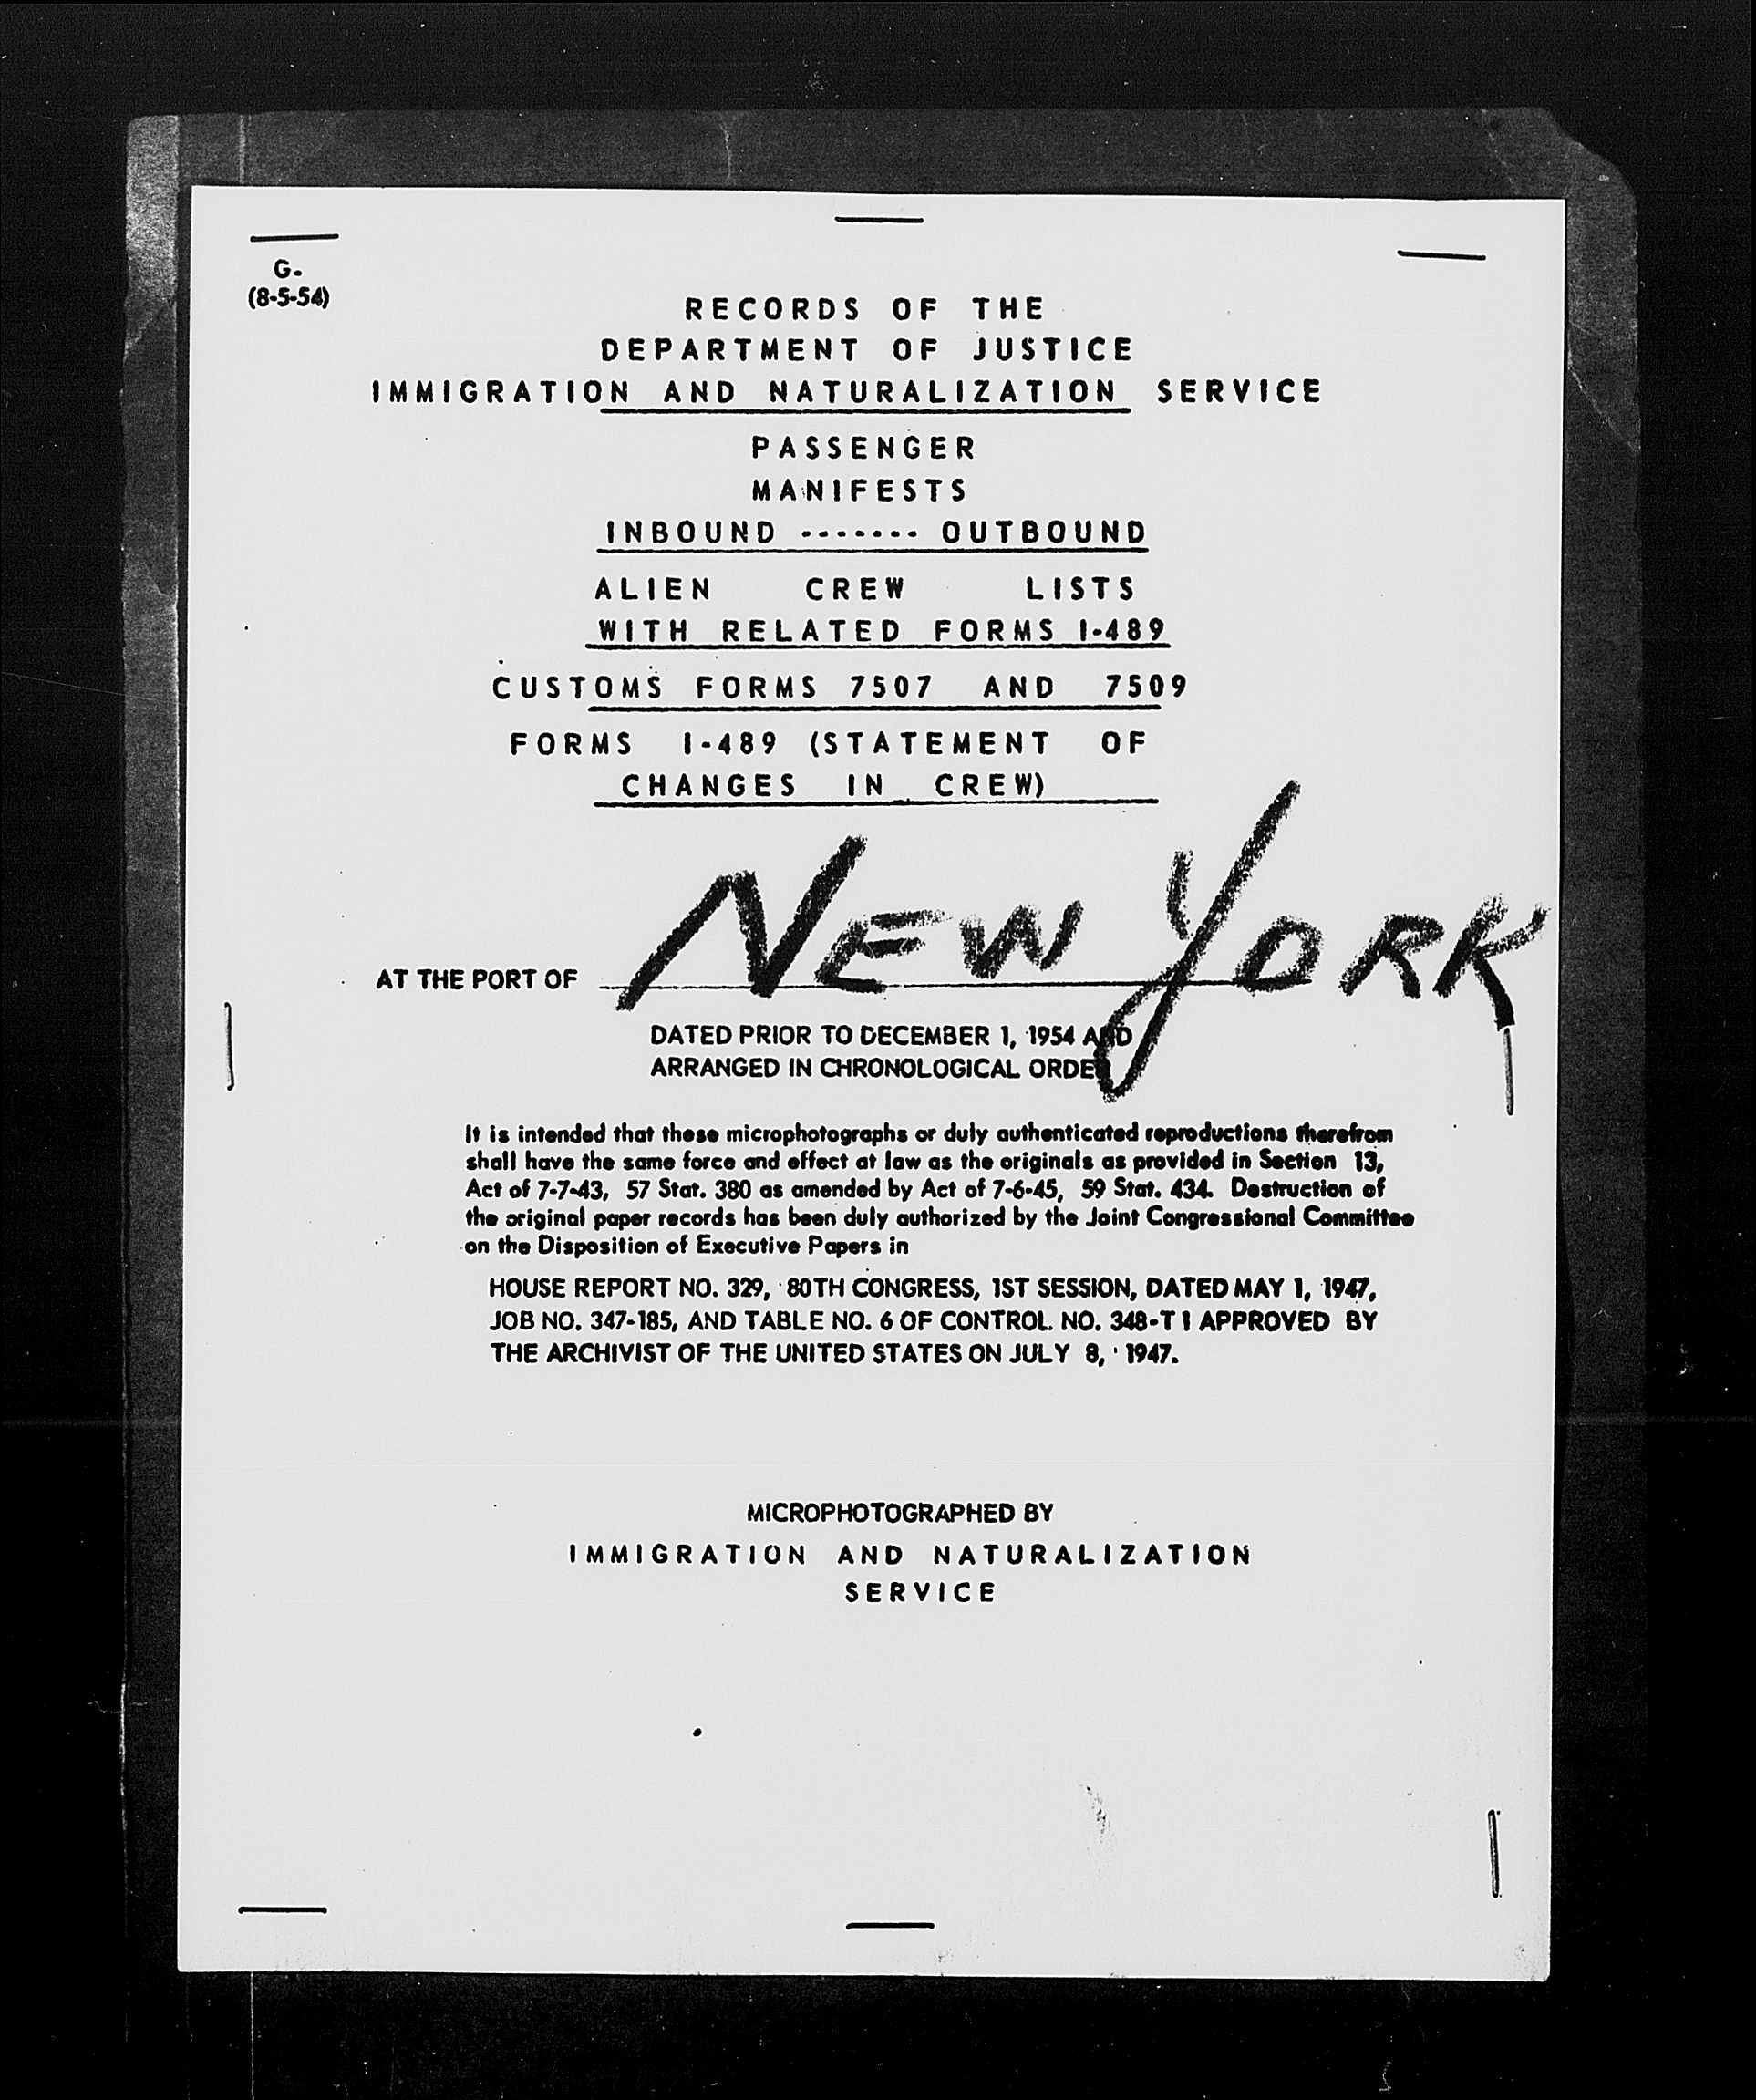 G.
(8-5-54)
RECORDS OF THE
DEPARTMENT OF JUSTICE
IMMIGRATION AND NATURALIZATION SERVICE
PASSENGER
MANIFESTS
INBOUND ------- OUTBOUND
ALIEN CREW LISTS
WITH RELATED FORMS I-489
CUSTOMS FORMS 7507 AND 7509
FORMS I-489 (STATEMENT OF
CHANGES IN CREW)
AT THE PORT OF NEW YORK
DATED PRIOR TO DECEMBER 1, 1954 AND
ARRANGED IN CHRONOLOGICAL ORDER
It is intended that these microphotographs or duly authenticated reproductions therefrom
shall have the same force and effect at law as the originals as provided in Section 13,
Act of 7-7-43, 57 Stat. 380 as amended by Act of 7-6-45, 59 Stat. 434. Destruction of
the original paper records has been duly authorized by the Joint Congressional Committee
on the Disposition of Executive Papers in
HOUSE REPORT NO. 329, 80TH CONGRESS, 1ST SESSION, DATED MAY 1, 1947,
JOB NO. 347-185, AND TABLE NO. 6 OF CONTROL NO. 348-T 1 APPROVED BY
THE ARCHIVIST OF THE UNITED STATES ON JULY 8, 1947.
MICROPHOTOGRAPHED BY
IMMIGRATION AND NATURALIZATION
SERVICE